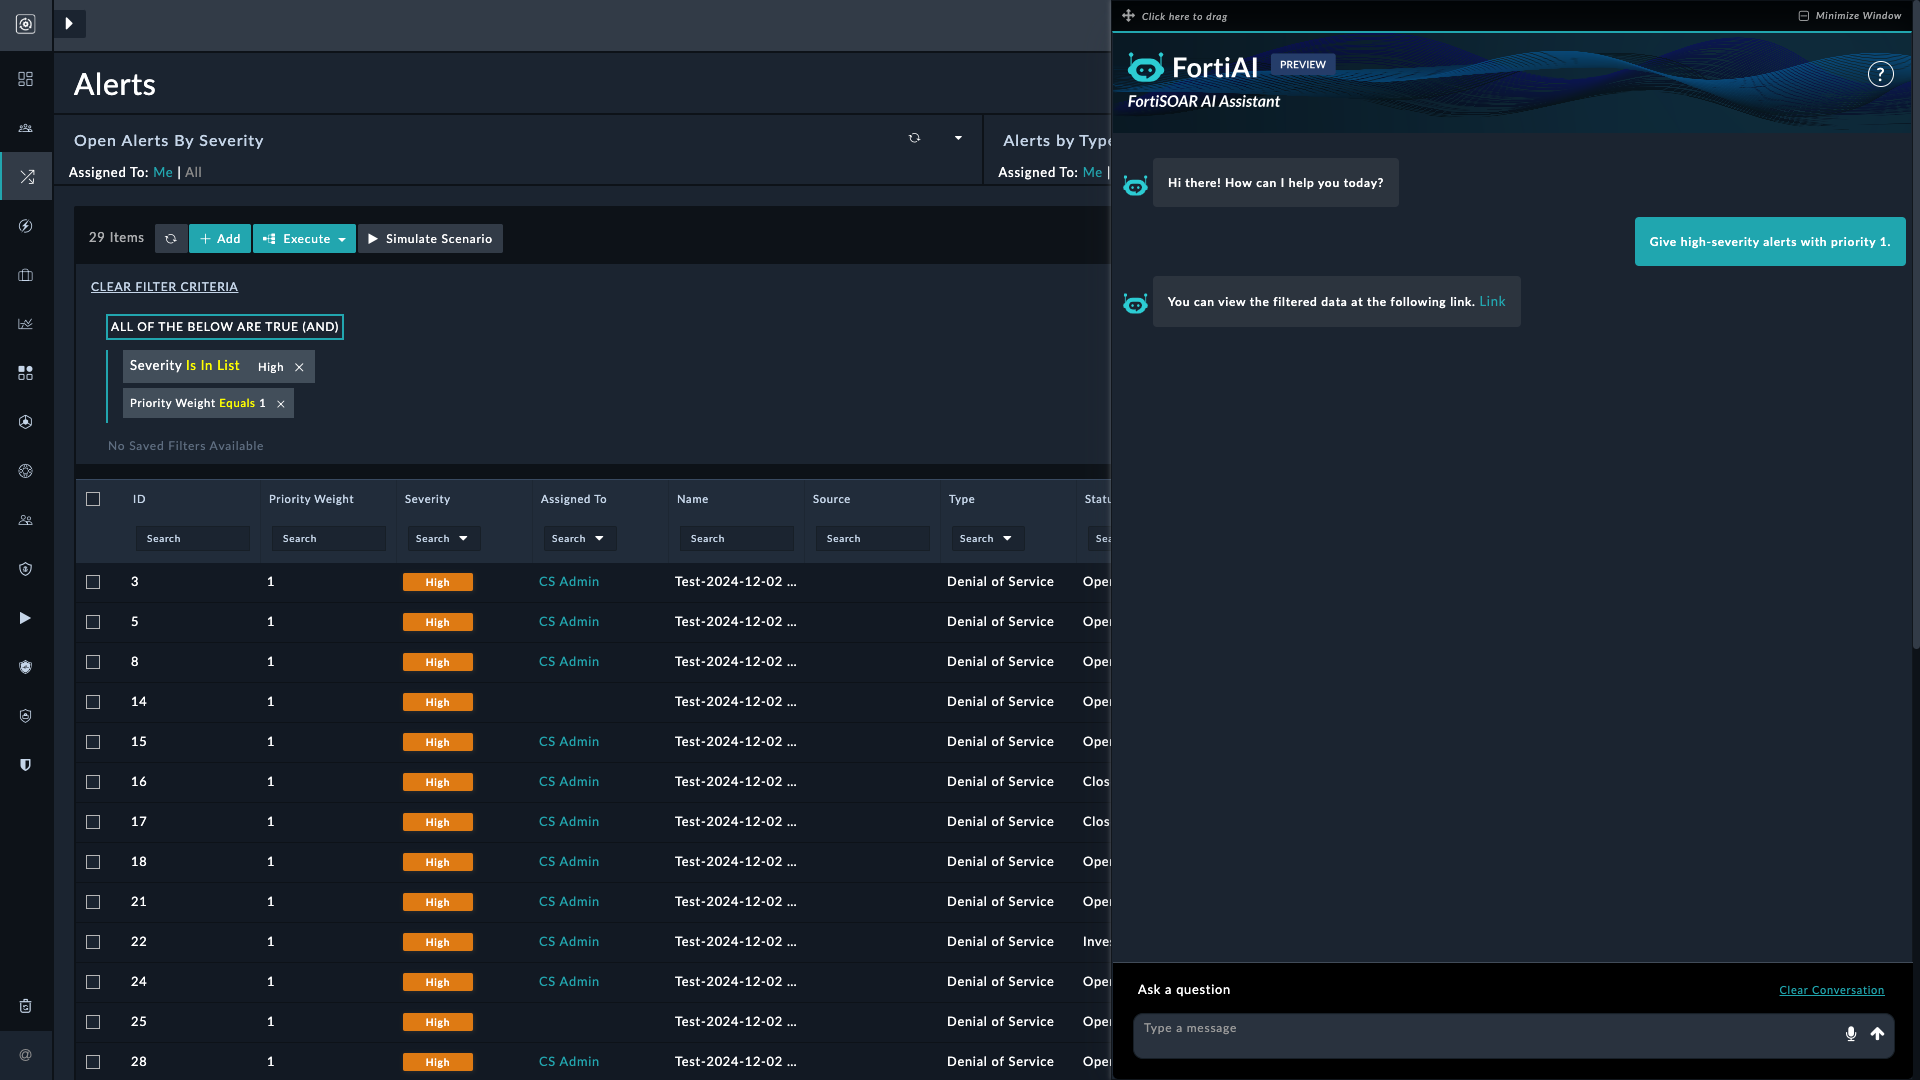 Alerts
Open Alerts By Severity
Assigned To: Me | All
Alerts by Type
Assigned To: Me |
29 Items
Add
Execute
Simulate Scenario
CLEAR FILTER CRITERIA
ALL OF THE BELOW ARE TRUE (AND)
Severity Is In List High
Priority Weight Equals 1
No Saved Filters Available
ID Priority Weight Severity Assigned To Name Source Type Statu
Search Search Search Search Search Search Search Sea
3 1 High CS Admin Test-2024-12-02 ... Denial of Service Ope
5 1 High CS Admin Test-2024-12-02 ... Denial of Service Ope
8 1 High CS Admin Test-2024-12-02 ... Denial of Service Ope
14 1 High Test-2024-12-02 ... Denial of Service Ope
15 1 High CS Admin Test-2024-12-02 ... Denial of Service Ope
16 1 High CS Admin Test-2024-12-02 ... Denial of Service Clos
17 1 High CS Admin Test-2024-12-02 ... Denial of Service Clos
18 1 High CS Admin Test-2024-12-02 ... Denial of Service Ope
21 1 High CS Admin Test-2024-12-02 ... Denial of Service Ope
22 1 High CS Admin Test-2024-12-02 ... Denial of Service Inve
24 1 High CS Admin Test-2024-12-02 ... Denial of Service Ope
25 1 High Test-2024-12-02 ... Denial of Service Ope
28 1 High CS Admin Test-2024-12-02 ... Denial of Service Ope
Click here to drag
Minimize Window
FortiAI PREVIEW
FortiSOAR AI Assistant
?
Hi there! How can I help you today?
Give high-severity alerts with priority 1.
You can view the filtered data at the following link. Link
Ask a question
Clear Conversation
Type a message